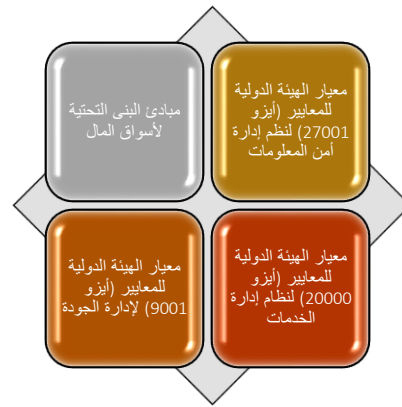 معيار الهيئة الدولية
للمعايير (أيزو
27001) لنظم إدارة
أمن المعلومات
مبادئ البنى التحتية
لأسواق المال
معيار الهيئة الدولية
للمعايير (أيزو
20000) لنظام إدارة
الخدمات
معيار الهيئة الدولية
للمعايير (أيزو
9001) لإدارة الجودة